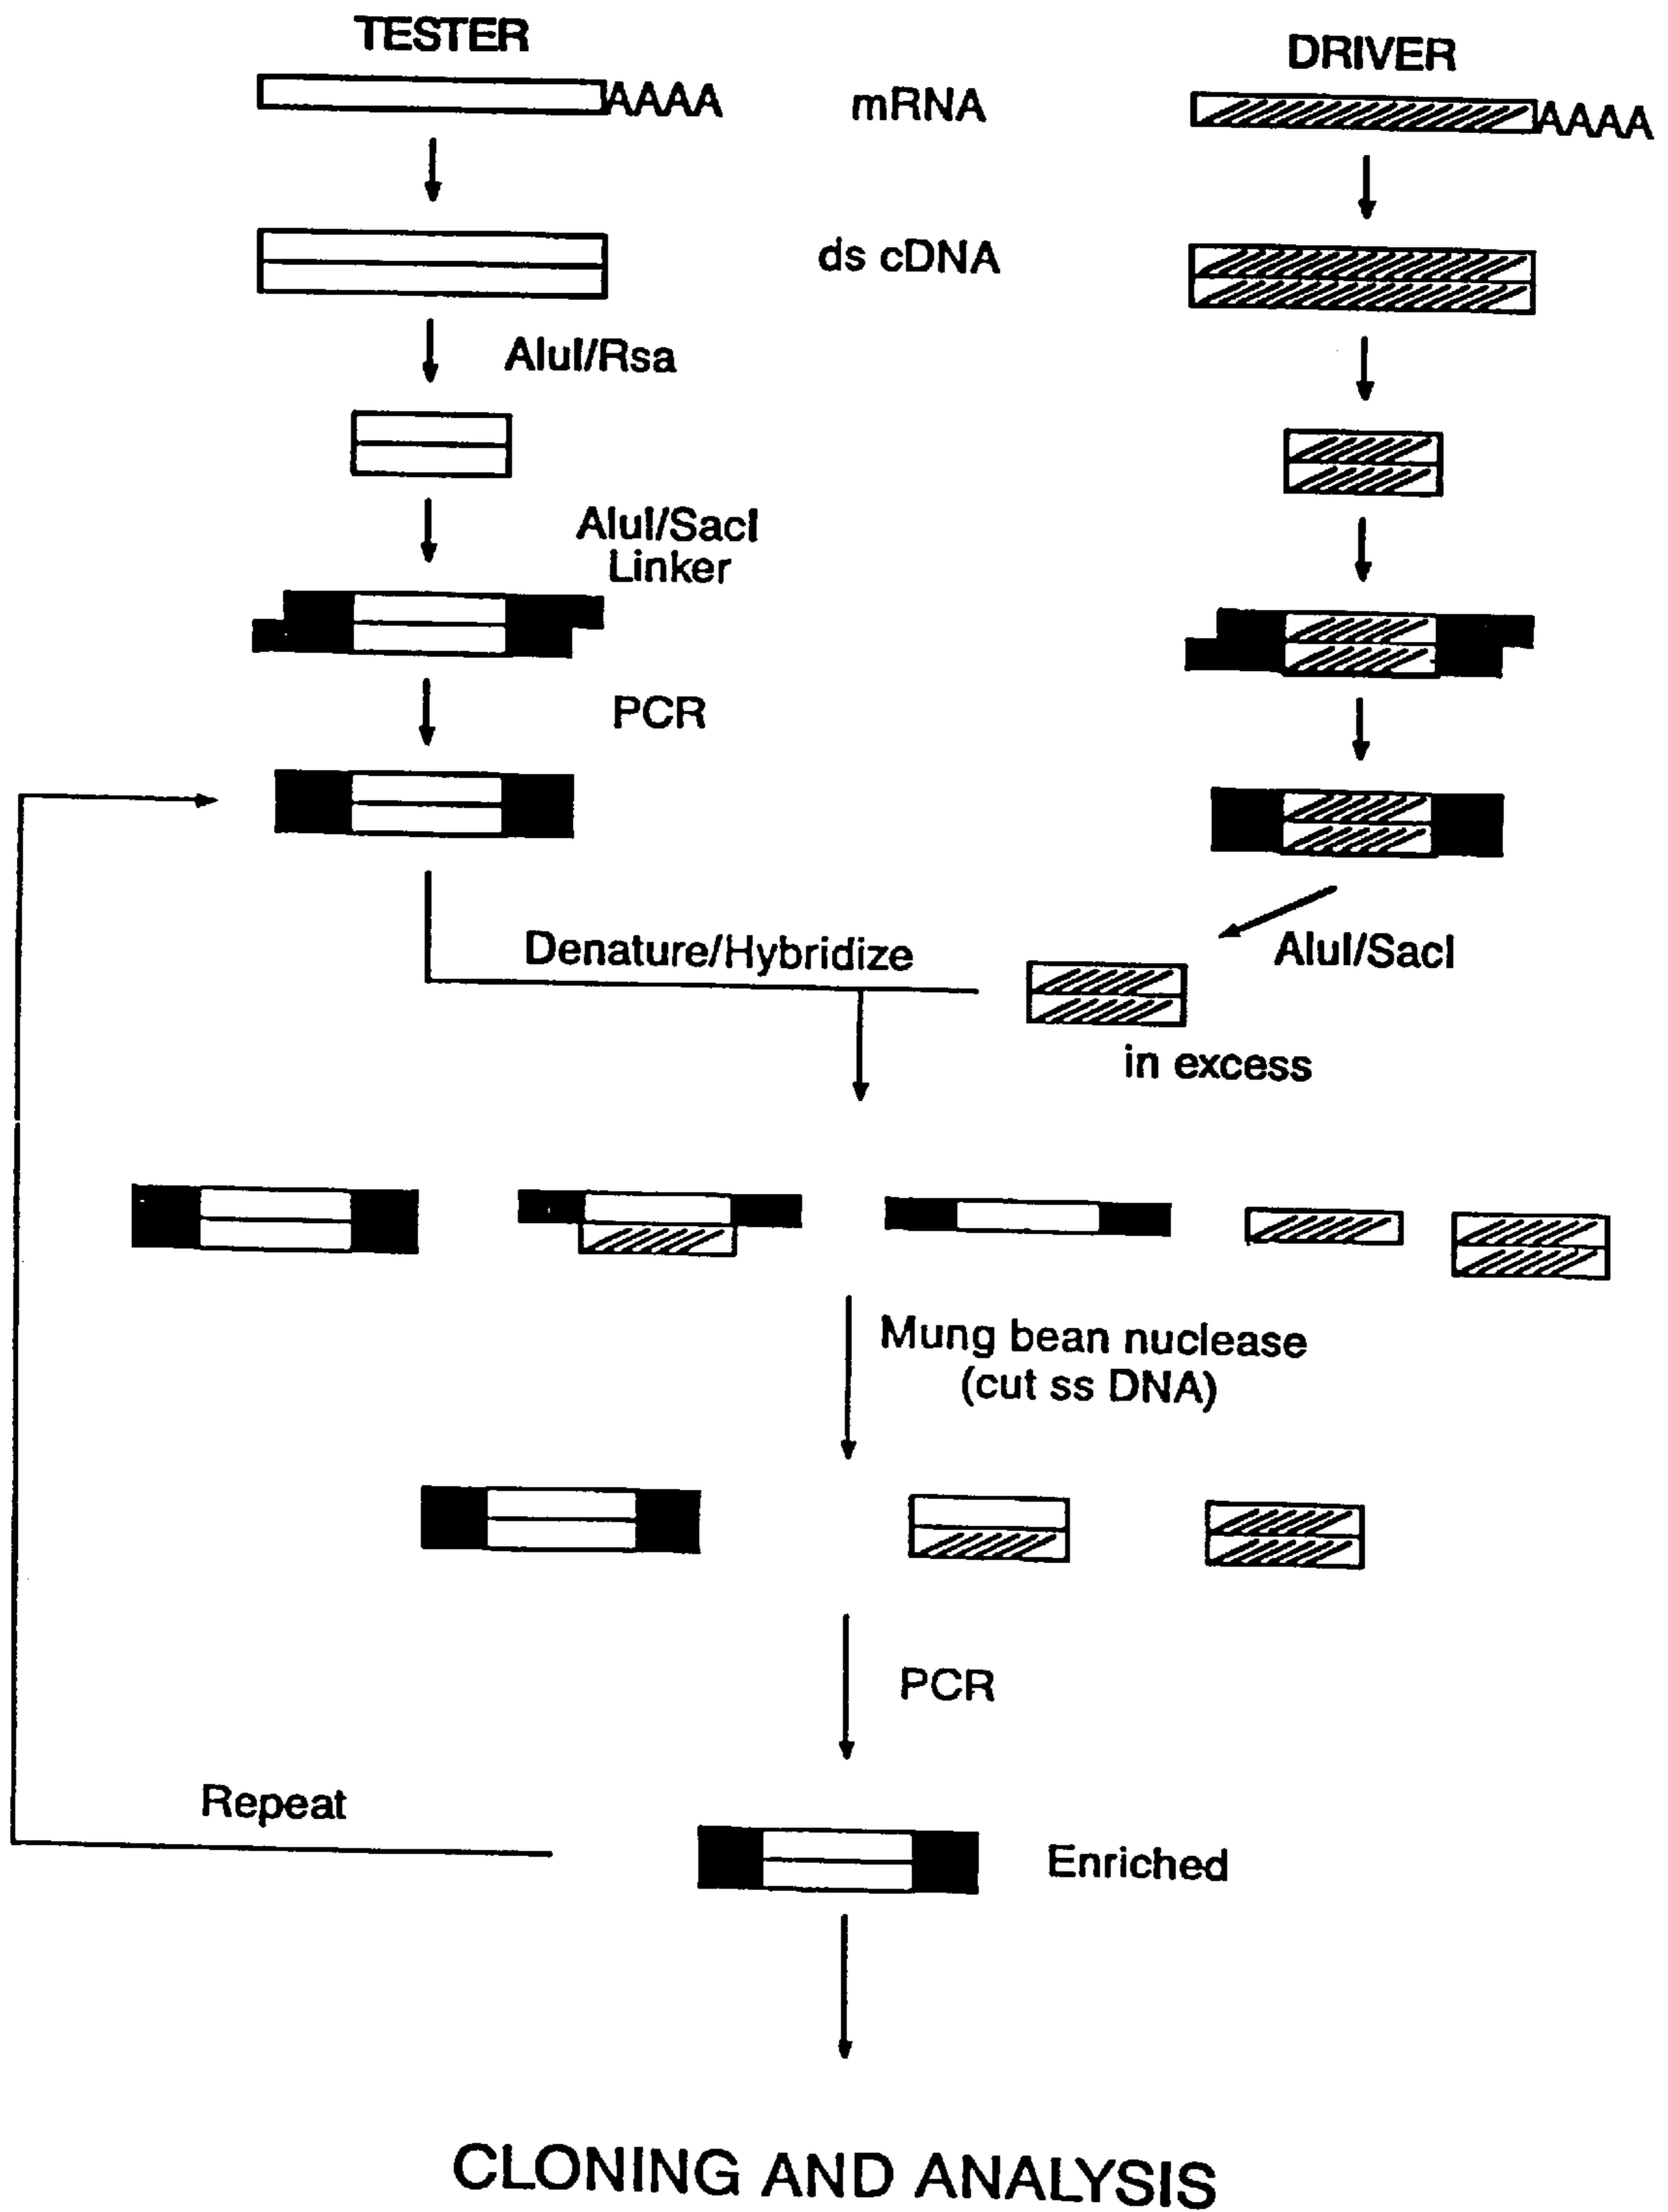 TESTER
DRIVER
AAAA
mRNA
AAAA
ds cDNA
AluI/Rsa
AluI/SacI
Linker
PCR
Denature/Hybridize
AluI/SacI
in excess
Mung bean nuclease
(cut ss DNA)
PCR
Repeat
Enriched
CLONING AND ANALYSIS